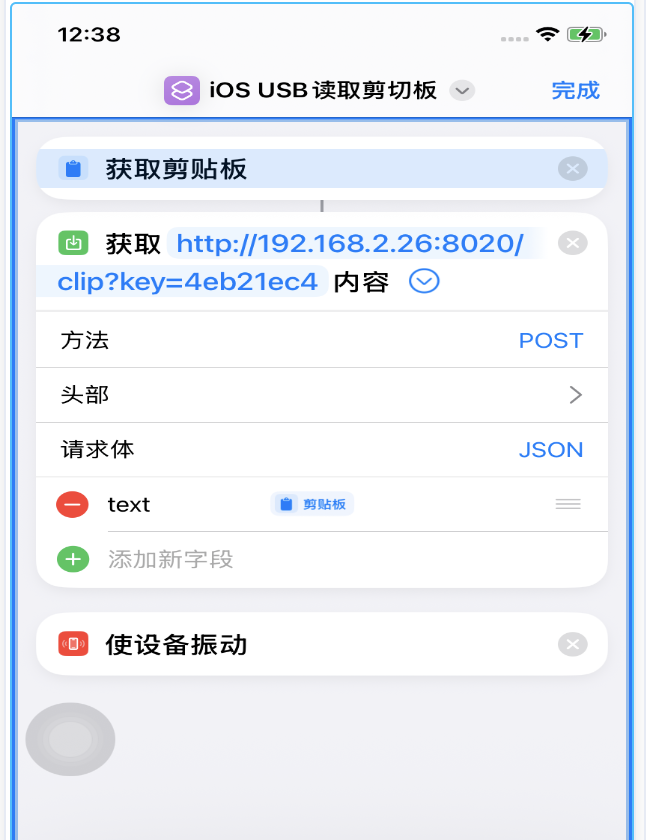 12:38
iOS USB读取剪切板
完成
获取剪贴板
获取 http://192.168.2.26:8020/
clip?key=4eb21ec4 内容
方法 POST
头部
请求体 JSON
text 剪贴板
添加新字段
使设备振动